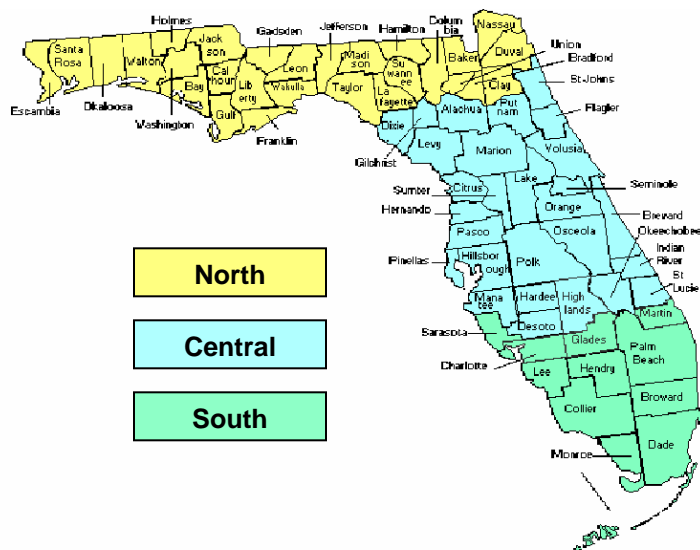 Holmes
Gadsden
Jefferson
Hamilton
Colum
bia
Nassau
Santa
Rosa
Walton
Jack
son
Leon
Madi
son
Su
wann
ee
Baker
Duval
Union
Bradford
Escambia
Okaloosa
Washington
Bay
Cal
houn
Gulf
Lib
erty
Wakulla
Franklin
Taylor
La
fayette
Clay
St Johns
Dixie
Gilchrist
Alachua
Put
nam
Flagler
Levy
Marion
Volusia
Citrus
Sumter
Lake
Seminole
Hernando
Orange
Brevard
Pasco
Osceola
Okeechobee
Pinellas
Hillsbor
ough
Polk
Indian
River
St
Lucie
Mana
tee
Hardee
High
lands
Desoto
Martin
Sarasota
Charlotte
Glades
Palm
Beach
Lee
Hendry
Collier
Broward
Monroe
Dade
North
Central
South